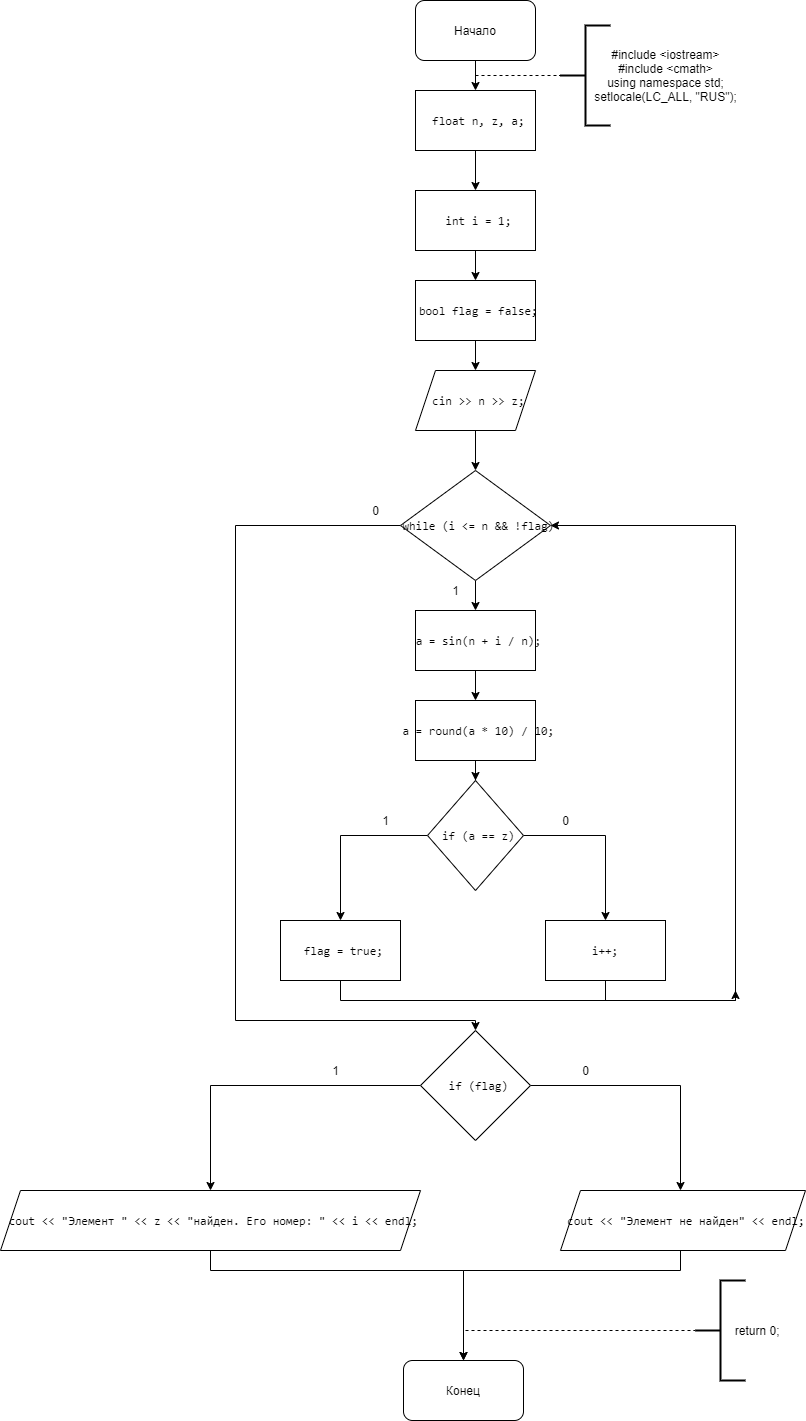 Начало
#include <iostream>
#include <cmath>
using namespace std;
setlocale(LC_ALL, "RUS");
float n, z, a;
int i = 1;
bool flag = false;
cin >> n >> z;
0
while (i <= n && !flag)
1
a = sin(n + i / n);
a = round(a * 10) / 10;
1
0
if (a == z)
flag = true;
i++;
1
0
if (flag)
cout << "Элемент " << z << "найден. Его номер: " << i << endl;
cout << "Элемент не найден" << endl;
return 0;
Конец